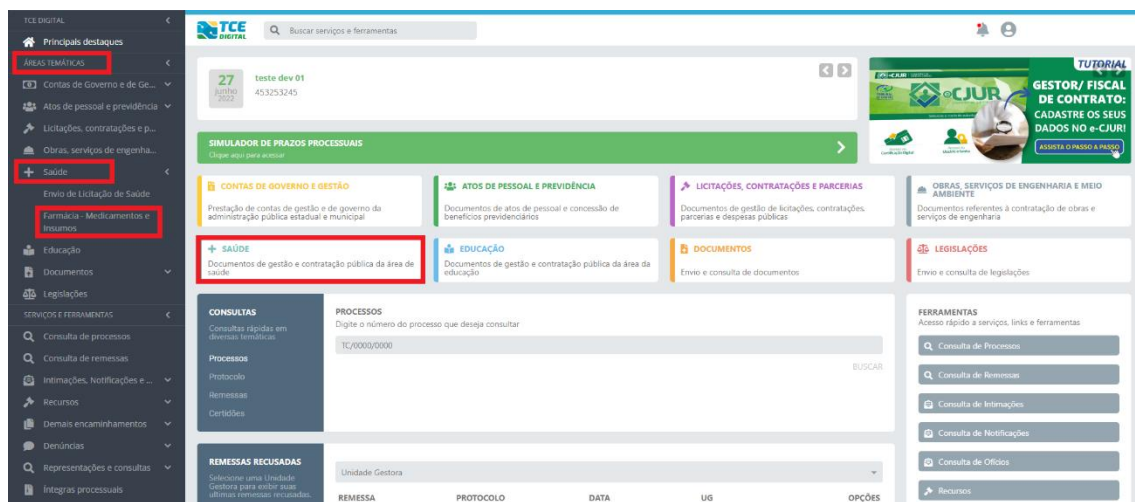 TCE DIGITAL
Principais destaques
ÁREAS TEMÁTICAS
Contas de Governo e de Ge...
Atos de pessoal e previdência
Licitações, contratações e p...
Obras, serviços de engenha...
Saúde
Envio de Licitação de Saúde
Farmácia - Medicamentos e
Insumos
Educação
Documentos
Legislações
SERVIÇOS E FERRAMENTAS
Consulta de processos
Consulta de remessas
Intimações, Notificações e ...
Recursos
Demais encaminhamentos
Denúncias
Representações e consultas
Íntegras processuais
TCE
DIGITAL
Buscar serviços e ferramentas
27
junho
2022
teste dev 01
453253245
TUTORIAL
e-CJUR
GESTOR/ FISCAL
DE CONTRATO:
CADASTRE OS SEUS
DADOS NO e-CJUR!
ASSISTA O PASSO A PASSO
SIMULADOR DE PRAZOS PROCESSUAIS
Clique aqui para acessar
CONTAS DE GOVERNO E GESTÃO
Prestação de contas de gestão e de governo da
administração pública estadual e municipal
ATOS DE PESSOAL E PREVIDÊNCIA
Documentos de atos de pessoal e concessão de
benefícios previdenciários
LICITAÇÕES, CONTRATAÇÕES E PARCERIAS
Documentos de gestão de licitações, contratações,
parcerias e despesas públicas
OBRAS, SERVIÇOS DE ENGENHARIA E MEIO
AMBIENTE
Documentos referentes à contratação de obras e
serviços de engenharia
SAÚDE
Documentos de gestão e contratação pública da área de
saúde
EDUCAÇÃO
Documentos de gestão e contratação pública da área da
educação
DOCUMENTOS
Envio e consulta de documentos
LEGISLAÇÕES
Envio e consulta de legislações
CONSULTAS
Consultas rápidas em
diversas temáticas
Processos
Protocolo
Remessas
Certidões
PROCESSOS
Digite o número do processo que deseja consultar
TC/0000/0000
BUSCAR
FERRAMENTAS
Acesso rápido a serviços, links e ferramentas
Consulta de Processos
Consulta de Remessas
Consulta de Intimações
Consulta de Notificações
Consulta de Ofícios
Recursos
REMESSAS RECUSADAS
Selecione uma Unidade
Gestora para exibir suas
ultimas remessas recusadas.
Unidade Gestora
REMESSA PROTOCOLO DATA UG OPÇÕES